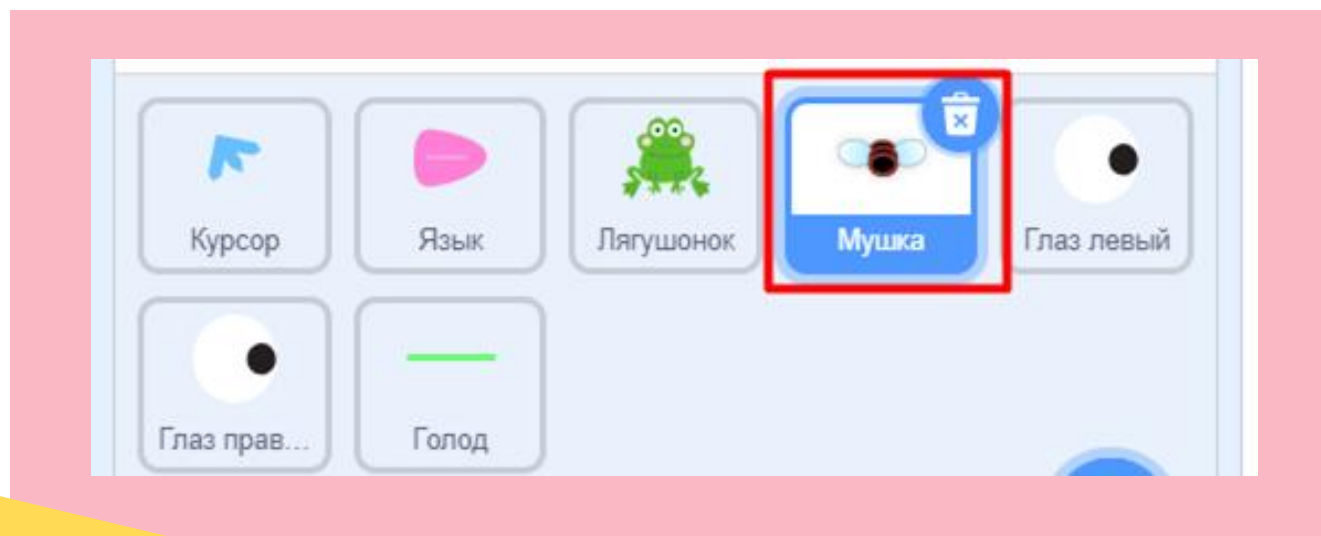 Курсор
Язык
Лягушонок
Мушка
Глаз левый
Глаз прав...
Голод